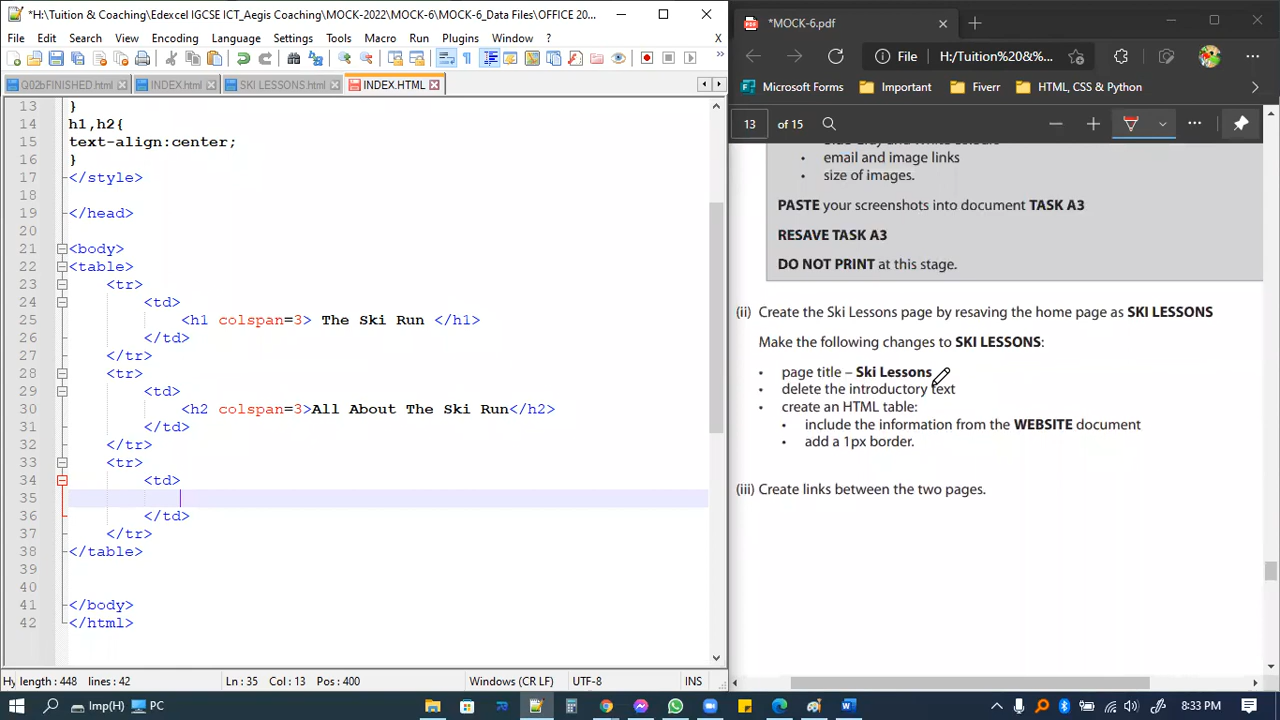 *H:\Tuition & Coaching\Edexcel IGCSE ICT_Aegis Coaching\MOCK-2022\MOCK-6\MOCK-6_Data Files\OFFICE 20...
File Edit Search View Encoding Language Settings Tools Macro Run Plugins Window ? X
Q02bFINISHED.html INDEX.html SKI LESSONS.html INDEX.HTML
13 }
14 h1,h2{
15 text-align:center;
16 }
17 </style>
18
19 </head>
20
21 <body>
22 <table>
23 <tr>
24 <td>
25 <h1 colspan=3> The Ski Run </h1>
26 </td>
27 </tr>
28 <tr>
29 <td>
30 <h2 colspan=3>All About The Ski Run</h2>
31 </td>
32 </tr>
33 <tr>
34 <td>
35
36 </td>
37 </tr>
38 </table>
39
40
41 </body>
42 </html>
Hy length : 448 lines : 42 Ln : 35 Col : 13 Pos : 400 Windows (CR LF) UTF-8 INS
*MOCK-6.pdf
File H:/Tuition%20&%...
Microsoft Forms Important Fiverr HTML, CSS & Python
13 of 15
• email and image links
• size of images.
PASTE your screenshots into document TASK A3
RESAVE TASK A3
DO NOT PRINT at this stage.
(ii) Create the Ski Lessons page by resaving the home page as SKI LESSONS
Make the following changes to SKI LESSONS:
• page title – Ski Lessons
• delete the introductory text
• create an HTML table:
• include the information from the WEBSITE document
• add a 1px border.
(iii) Create links between the two pages.
Imp(H) PC 8:33 PM